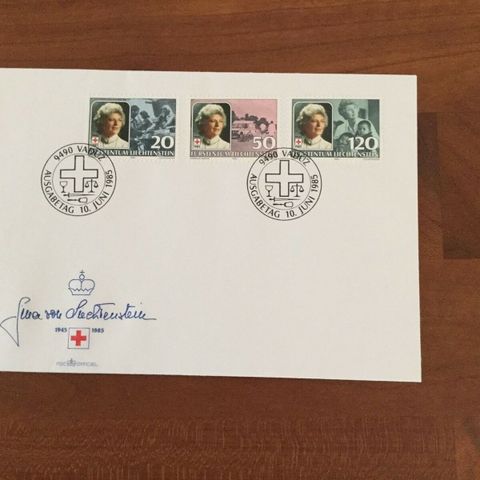 20
FÜRSTENTUM LIECHTENSTEIN
50
FÜRSTENTUM LIECHTENSTEIN
120
FÜRSTENTUM LIECHTENSTEIN
9490 VADUZ
AUSGABETAG 10. JUNI 1985
9490 VADUZ
AUSGABETAG 10. JUNI 1985
Gina von Liechtenstein
1945 1985